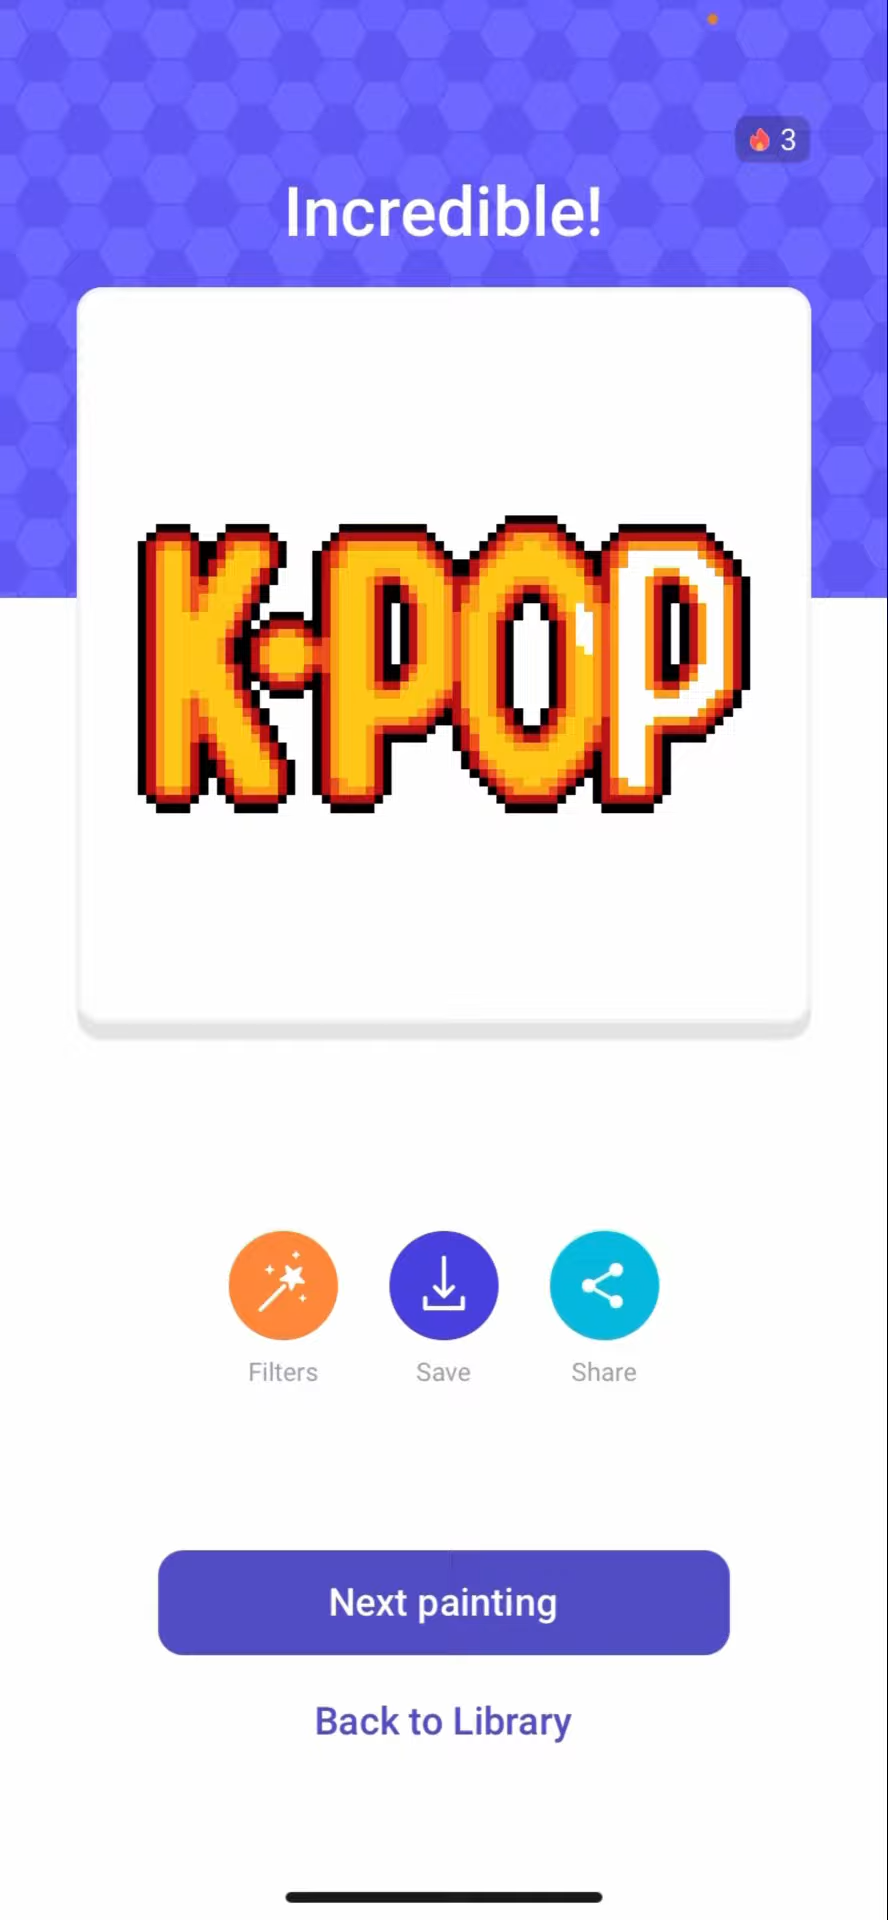 3
Incredible!
K·POP
Filters
Save
Share
Next painting
Back to Library